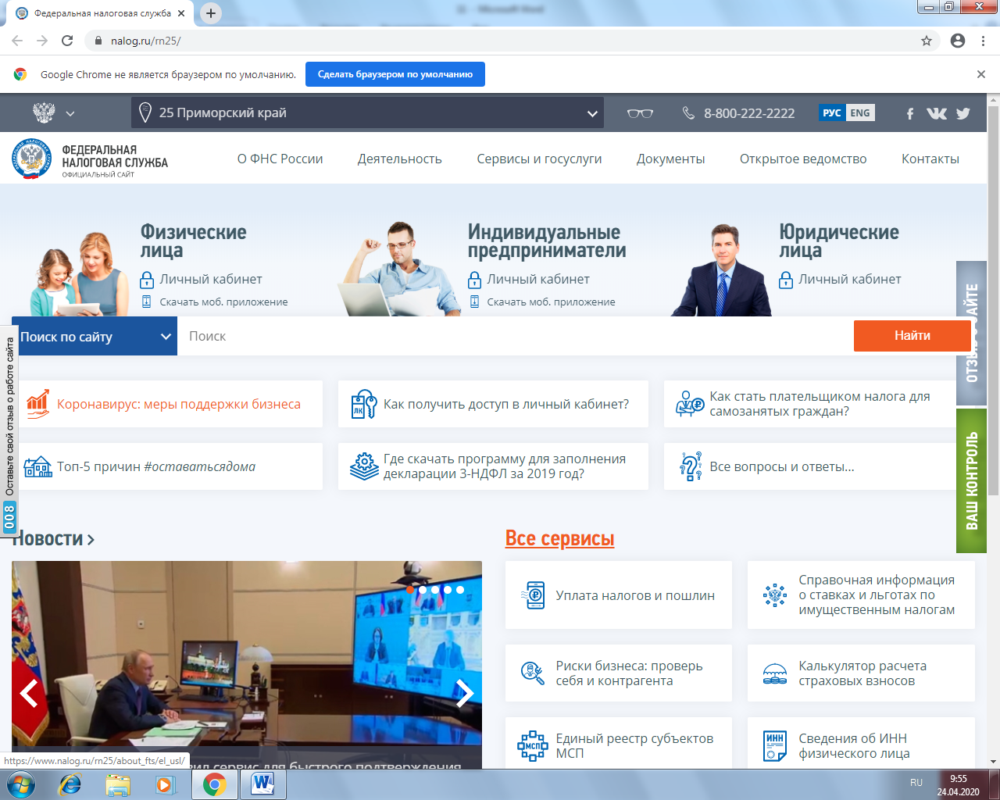 Федеральная налоговая служба
nalog.ru/rn25/
Google Chrome не является браузером по умолчанию.
Сделать браузером по умолчанию
25 Приморский край
8-800-222-2222
РУС ENG
ФЕДЕРАЛЬНАЯ
НАЛОГОВАЯ СЛУЖБА
ОФИЦИАЛЬНЫЙ САЙТ
О ФНС России
Деятельность
Сервисы и госуслуги
Документы
Открытое ведомство
Контакты
Физические
лица
Личный кабинет
Скачать моб. приложение
Индивидуальные
предприниматели
Личный кабинет
Скачать моб. приложение
Юридические
лица
Личный кабинет
Поиск по сайту
Поиск
Найти
ВАШ КОНТРОЛЬ
Оставьте свой отзыв о работе сайта
008
Коронавирус: меры поддержки бизнеса
Как получить доступ в личный кабинет?
Как стать плательщиком налога для
самозанятых граждан?
Топ-5 причин #оставатьсядома
Где скачать программу для заполнения
декларации 3-НДФЛ за 2019 год?
Все вопросы и ответы...
Новости
Все сервисы
Уплата налогов и пошлин
Справочная информация
о ставках и льготах по
имущественным налогам
Риски бизнеса: проверь
себя и контрагента
Калькулятор расчета
страховых взносов
МСП
Единый реестр субъектов
МСП
ИНН
Сведения об ИНН
физического лица
сервис для быстрого подтверждения
https://www.nalog.ru/rn25/about_fts/el_usl/
RU
9:55
24.04.2020